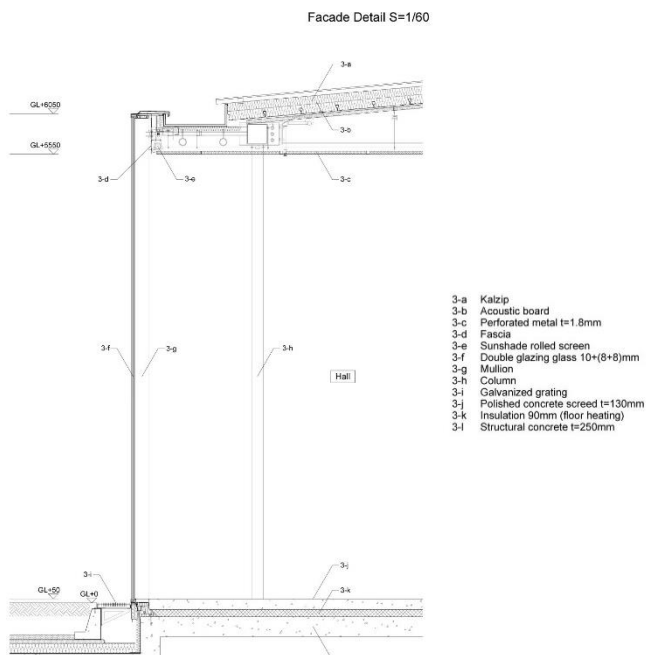 Facade Detail S=1/60
3-a
GL+6050
3-b
GL+5550
3-d
3-e
3-c
3-f
3-g
3-h
Hall
3-a Kalzip
3-b Acoustic board
3-c Perforated metal t=1.8mm
3-d Fascia
3-e Sunshade rolled screen
3-f Double glazing glass 10+(8+8)mm
3-g Mullion
3-h Column
3-i Galvanized grating
3-j Polished concrete screed t=130mm
3-k Insulation 90mm (floor heating)
3-l Structural concrete t=250mm
3-j
3-i
3-k
GL+50
GL+0